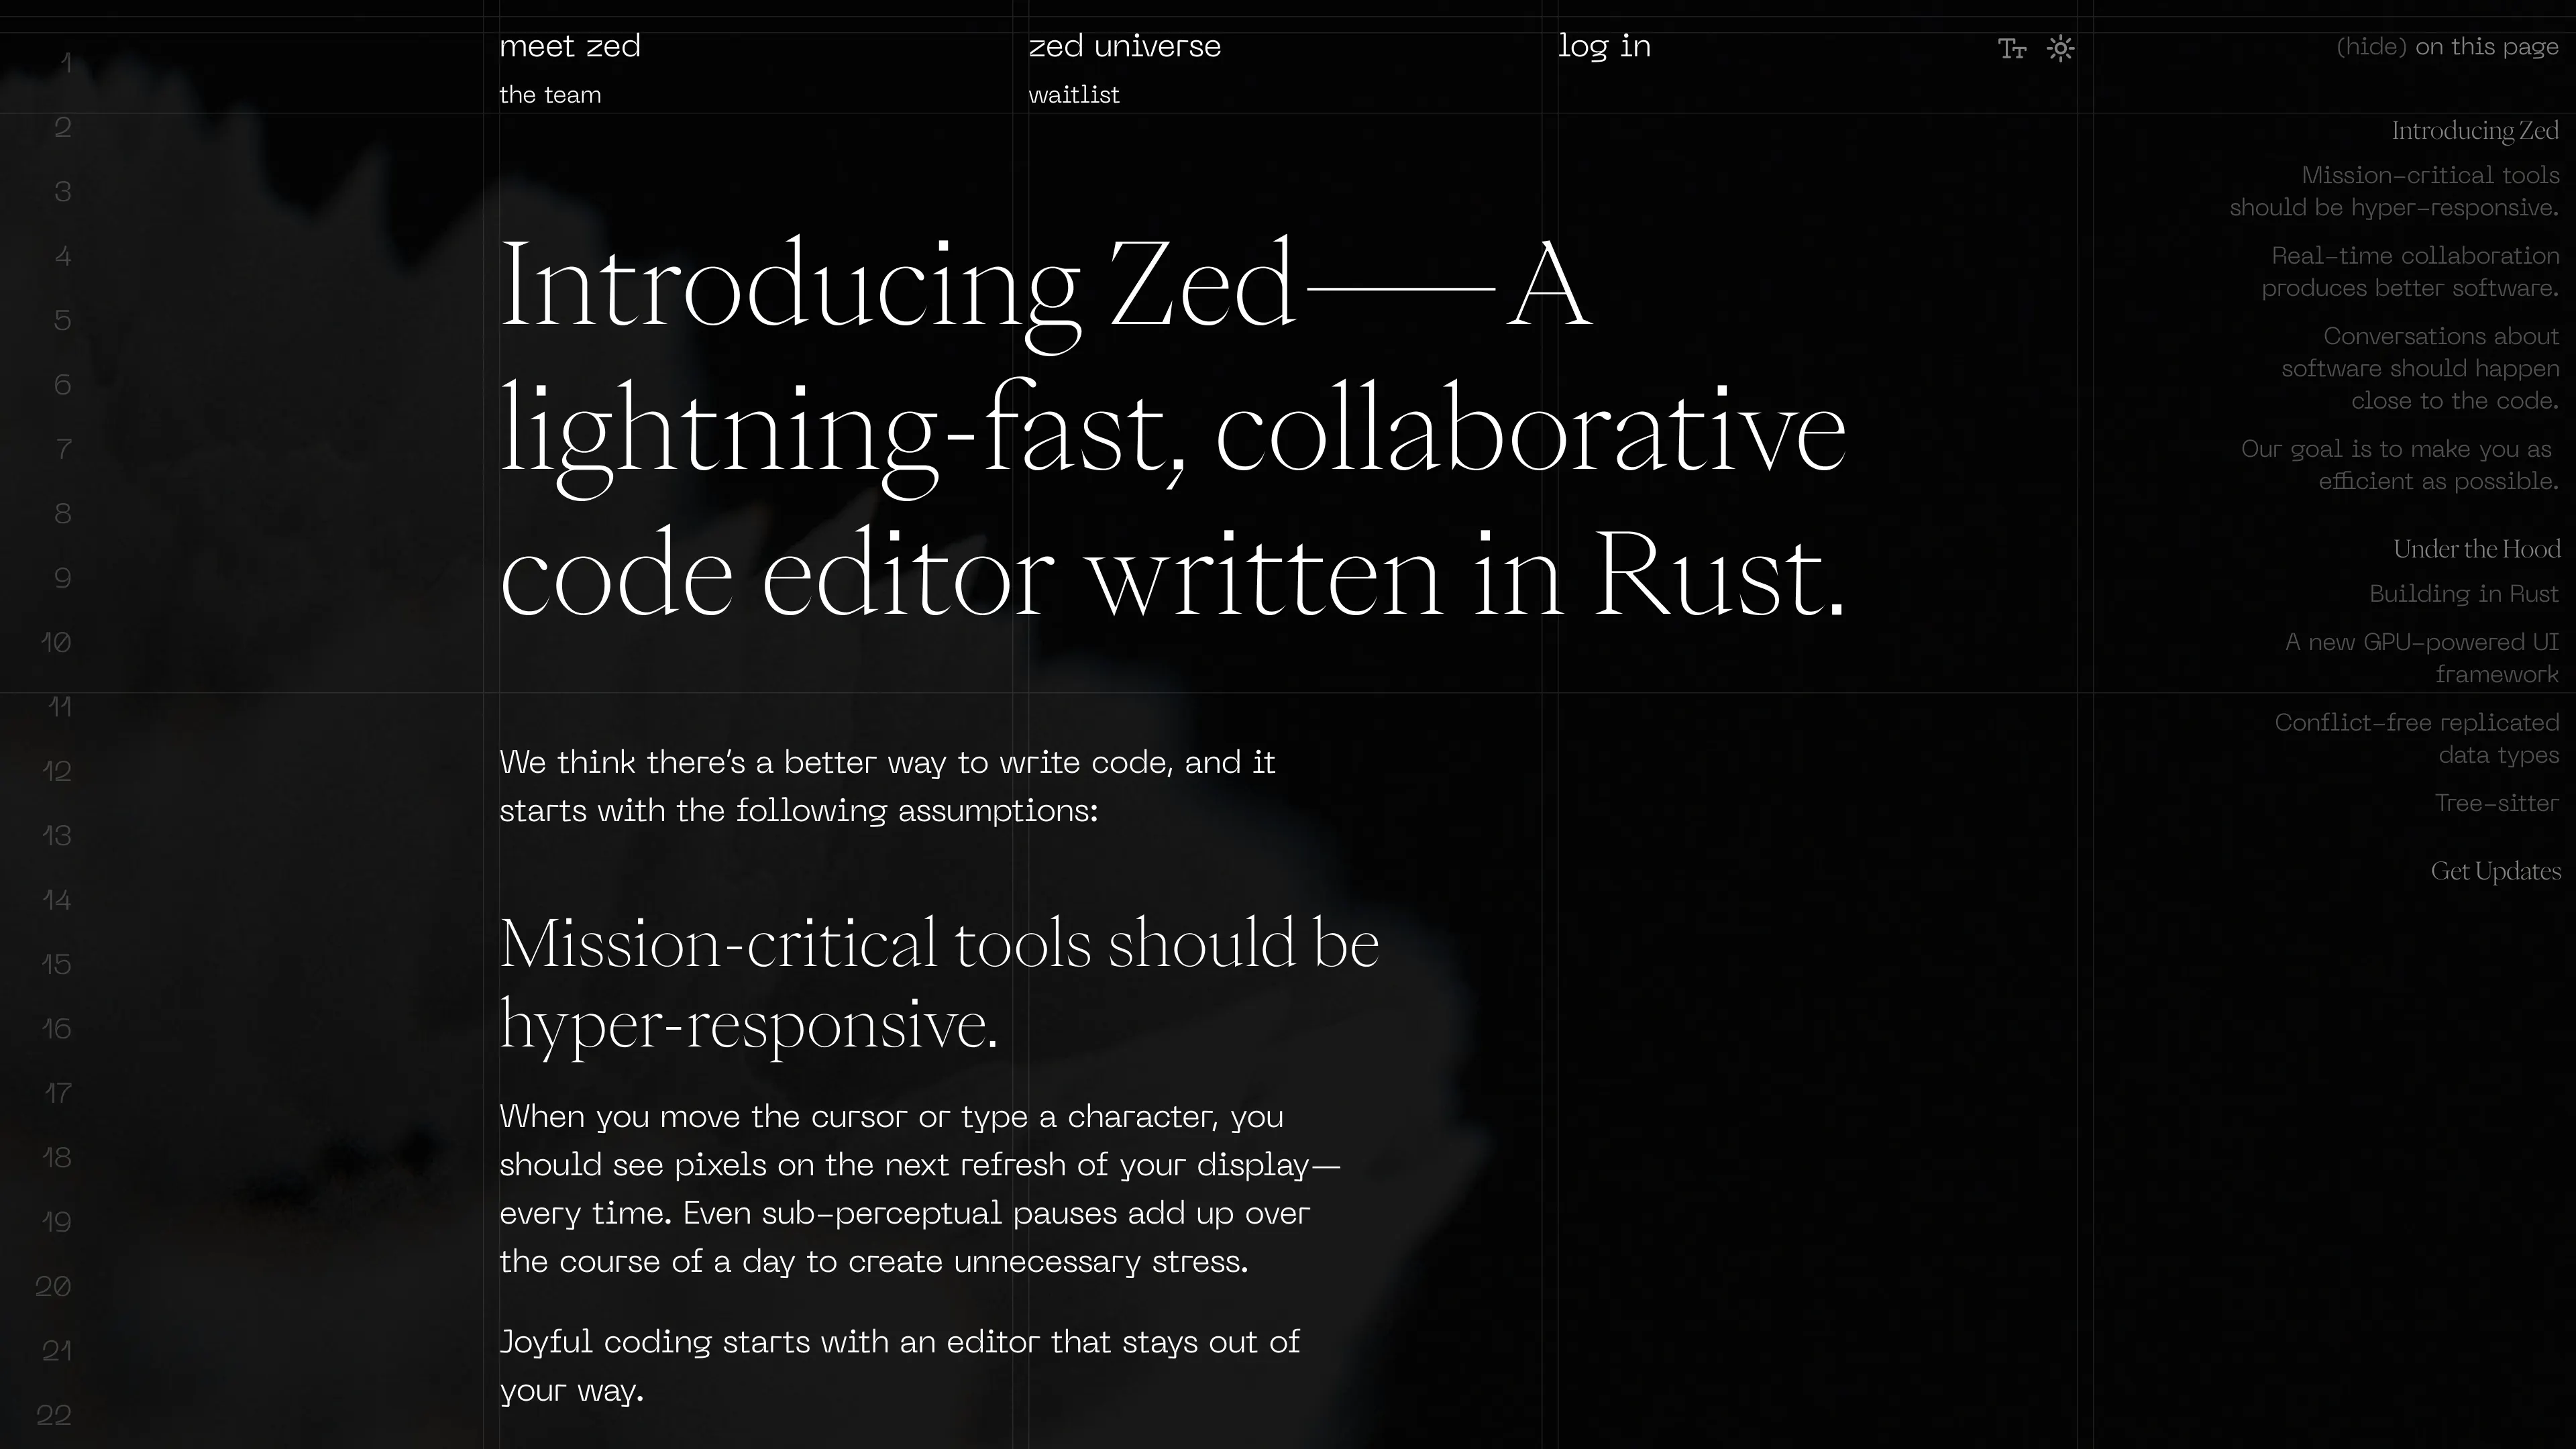 meet zed
the team
zed universe
waitlist
log in
Tт
(hide) on this page
1
2
3
4
5
6
7
8
9
10
11
12
13
14
15
16
17
18
19
20
21
22
Introducing Zed—A
lightning-fast, collaborative
code editor written in Rust.
We think there's a better way to write code, and it
starts with the following assumptions:
Mission-critical tools should be
hyper-responsive.
When you move the cursor or type a character, you
should see pixels on the next refresh of your display—
every time. Even sub-perceptual pauses add up over
the course of a day to create unnecessary stress.
Joyful coding starts with an editor that stays out of
your way.
Introducing Zed
Mission-critical tools
should be hyper-responsive.
Real-time collaboration
produces better software.
Conversations about
software should happen
close to the code.
Our goal is to make you as
efficient as possible.
Under the Hood
Building in Rust
A new GPU-powered UI
framework
Conflict-free replicated
data types
Tree-sitter
Get Updates